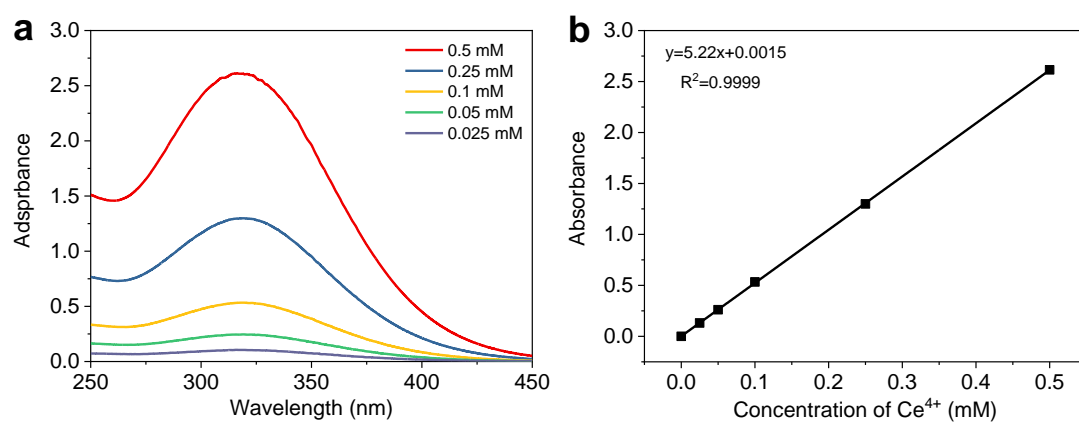 a
3.0
2.5
2.0
1.5
1.0
0.5
0.0
Adsprbance
0.5 mM
0.25 mM
0.1 mM
0.05 mM
0.025 mM
250 300 350 400 450
Wavelength (nm)
b
3.0
2.5
2.0
1.5
1.0
0.5
0.0
Absorbance
y=5.22x+0.0015
R²=0.9999
0.0 0.1 0.2 0.3 0.4 0.5
Concentration of Ce⁴⁺ (mM)